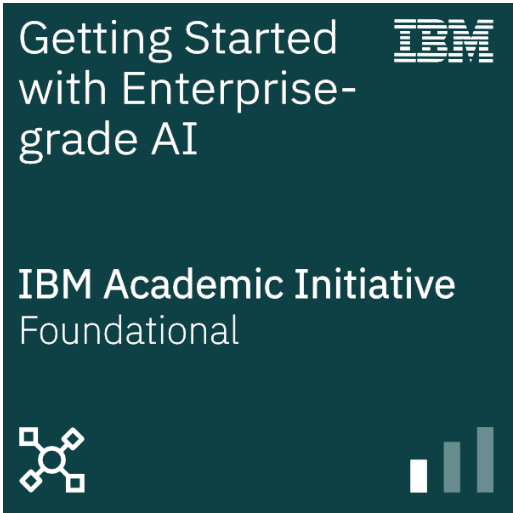 Getting Started
with Enterprise-
grade AI
IBM
IBM Academic Initiative
Foundational